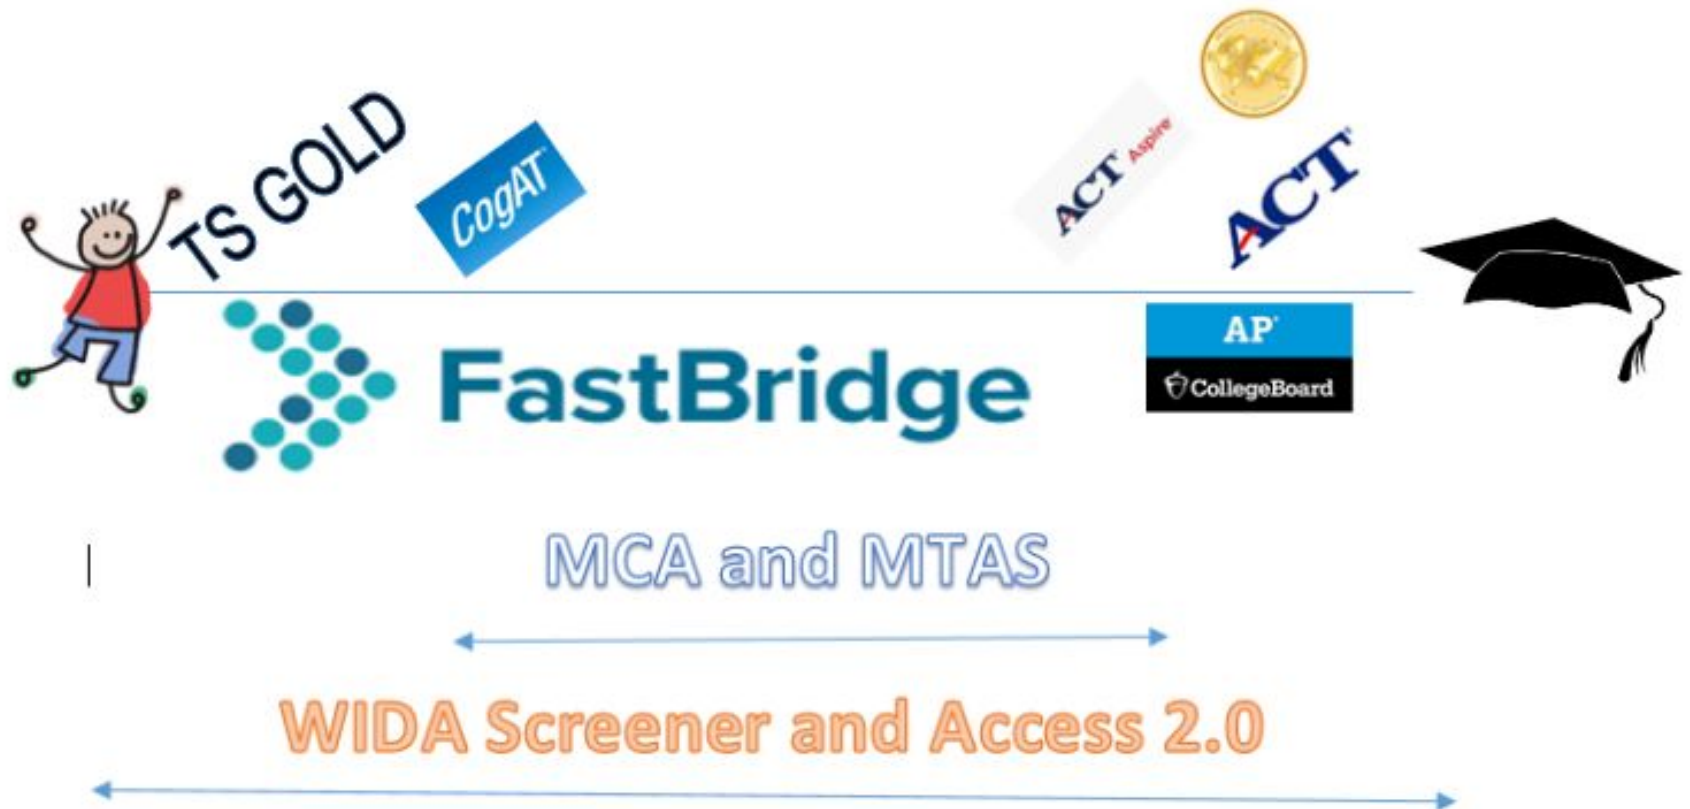 TS GOLD
CogAT
ACT Aspire
ACT
FastBridge
AP
CollegeBoard
MCA and MTAS
WIDA Screener and Access 2.0